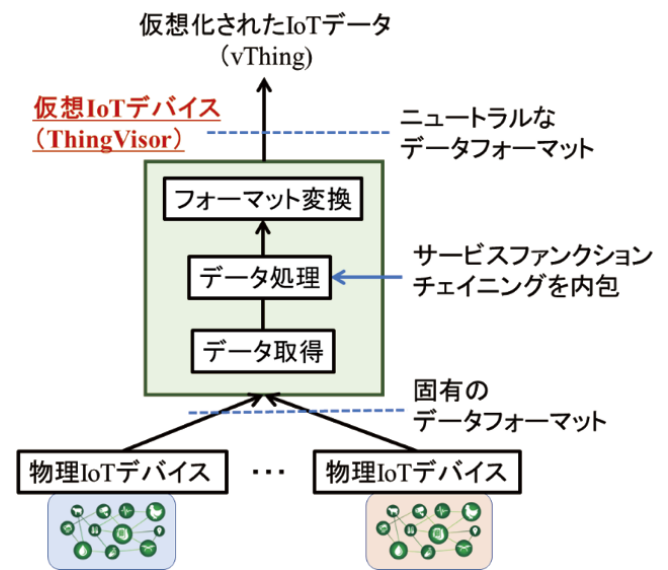 仮想化されたIoTデータ
（vThing)
仮想IoTデバイス
（ThingVisor）
ニュートラルな
データフォーマット
フォーマット変換
データ処理
サービスファンクション
チェイニングを内包
データ取得
固有の
データフォーマット
物理IoTデバイス
…
物理IoTデバイス